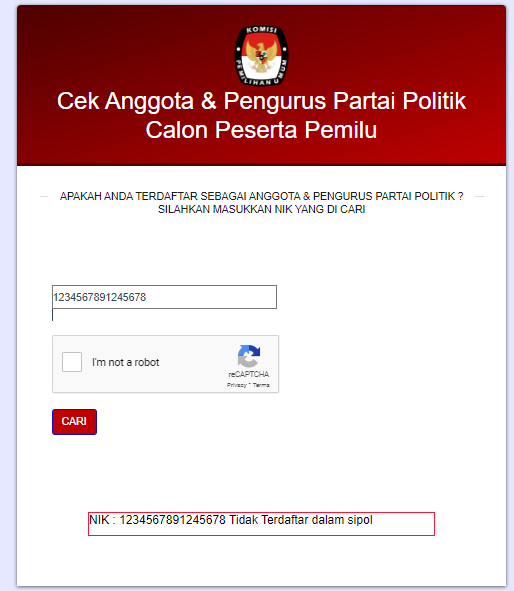 KOMISI
PEMILIHAN UMUM
Cek Anggota & Pengurus Partai Politik
Calon Peserta Pemilu
APAKAH ANDA TERDAFTAR SEBAGAI ANGGOTA & PENGURUS PARTAI POLITIK ?
SILAHKAN MASUKKAN NIK YANG DI CARI
1234567891245678
I'm not a robot
reCAPTCHA
Privacy * Terms
CARI
NIK : 1234567891245678 Tidak Terdaftar dalam sipol